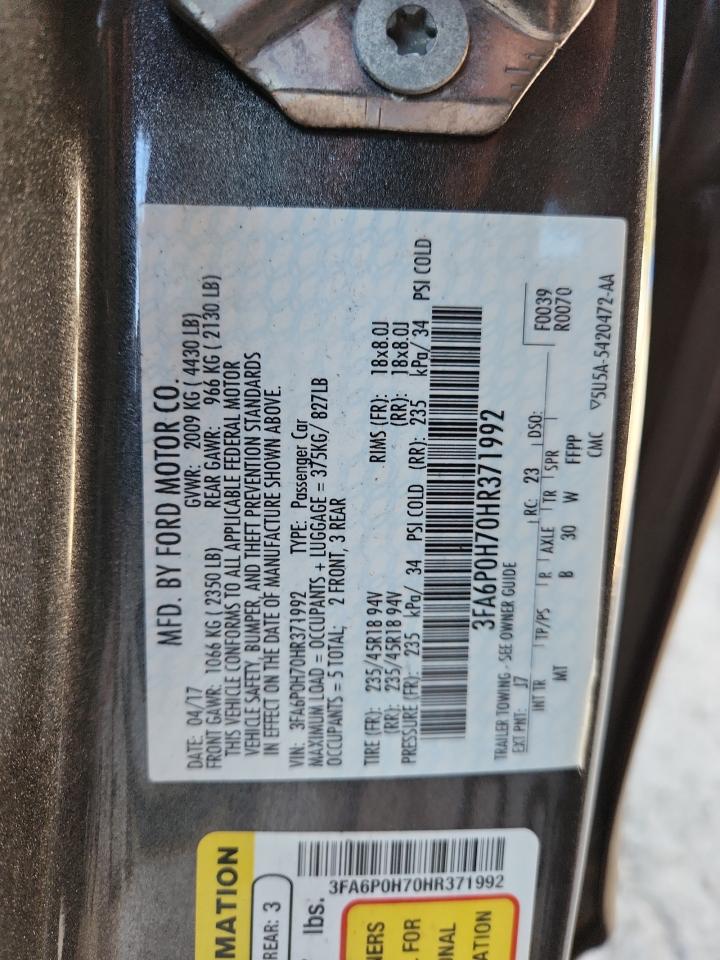 MFD. BY FORD MOTOR CO.
DATE: 04/17 GVWR: 2009 KG ( 4430 LB)
FRONT GAWR: 1066 KG ( 2350 LB) REAR GAWR: 966 KG ( 2130 LB)
THIS VEHICLE CONFORMS TO ALL APPLICABLE FEDERAL MOTOR
VEHICLE SAFETY, BUMPER, AND THEFT PREVENTION STANDARDS
IN EFFECT ON THE DATE OF MANUFACTURE SHOWN ABOVE.
VIN: 3FA6P0H70HR371992 TYPE: Passenger Car
MAXIMUM LOAD = OCCUPANTS + LUGGAGE = 375KG/ 827LB
OCCUPANTS = 5 TOTAL; 2 FRONT, 3 REAR
TIRE (FR): 235/45R18 94V RIMS (FR): 18x8.0J
(RR): 235/45R18 94V (RR): 18x8.0J
PRESSURE (FR): 235 kPa/ 34 PSI COLD (RR): 235 kPa/ 34 PSI COLD
3FA6P0H70HR371992
TRAILER TOWING - SEE OWNER GUIDE
EXT PNT: J7 RC: 23 DSO: F0039
R0070
INT TR TP/PS R AXLE TR SPR
MT B 30 W FFPP
CMC ▽5U5A-5420472-AA
MATION
REAR: 3
3FA6P0H70HR371992
lbs.
NERS
FOR
ONAL
ATION